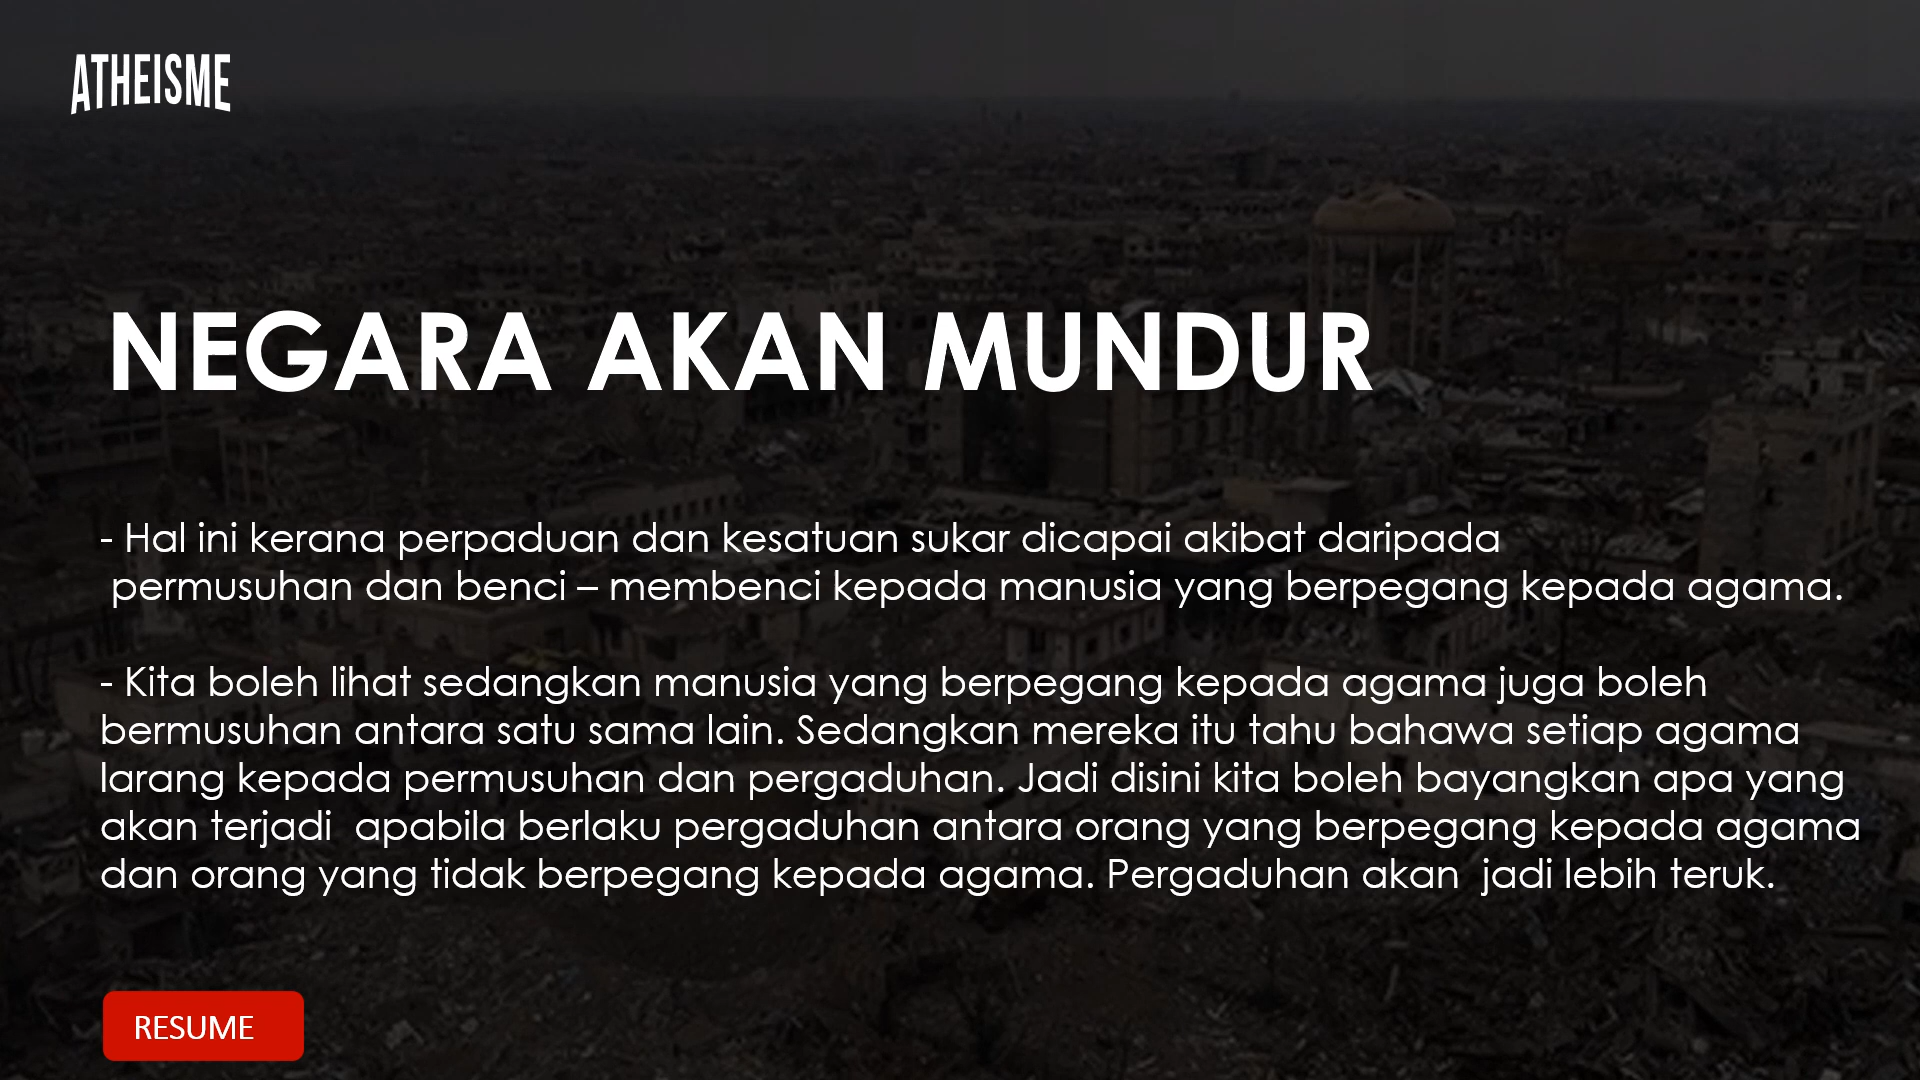 ATHEISME
NEGARA AKAN MUNDUR
- Hal ini kerana perpaduan dan kesatuan sukar dicapai akibat daripada
permusuhan dan benci – membenci kepada manusia yang berpegang kepada agama.
- Kita boleh lihat sedangkan manusia yang berpegang kepada agama juga boleh
bermusuhan antara satu sama lain. Sedangkan mereka itu tahu bahawa setiap agama
larang kepada permusuhan dan pergaduhan. Jadi disini kita boleh bayangkan apa yang
akan terjadi  apabila berlaku pergaduhan antara orang yang berpegang kepada agama
dan orang yang tidak berpegang kepada agama. Pergaduhan akan  jadi lebih teruk.
RESUME